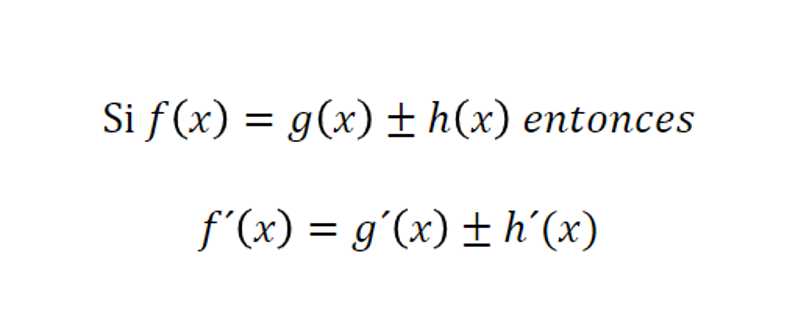 Si f(x) = g(x) ± h(x) entonces
f´(x) = g´(x) ± h´(x)